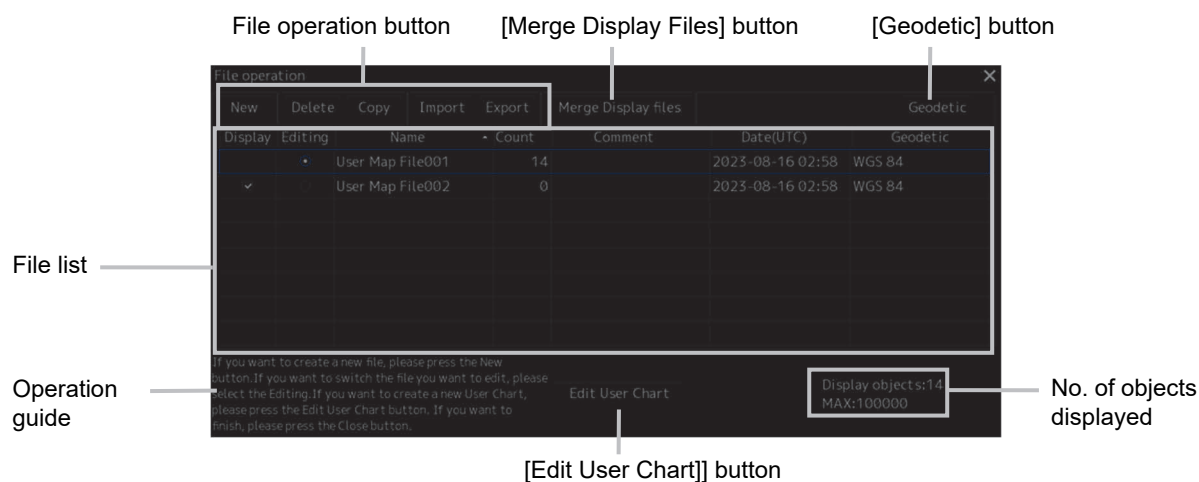 File operation button
[Merge Display Files] button
[Geodetic] button
File operation
×
New Delete Copy Import Export Merge Display files Geodetic
Display Editing Name Count Comment Date(UTC) Geodetic
User Map File001 14 2023-08-16 02:58 WGS 84
User Map File002 0 2023-08-16 02:58 WGS 84
File list
If you want to create a new file, please press the New
button.If you want to switch the file you want to edit, please
select the Editing.If you want to create a new User Chart,
please press the Edit User Chart button. If you want to
finish, please press the Close button.
Operation
guide
Edit User Chart
Display objects:14
MAX:100000
No. of objects
displayed
[Edit User Chart]] button